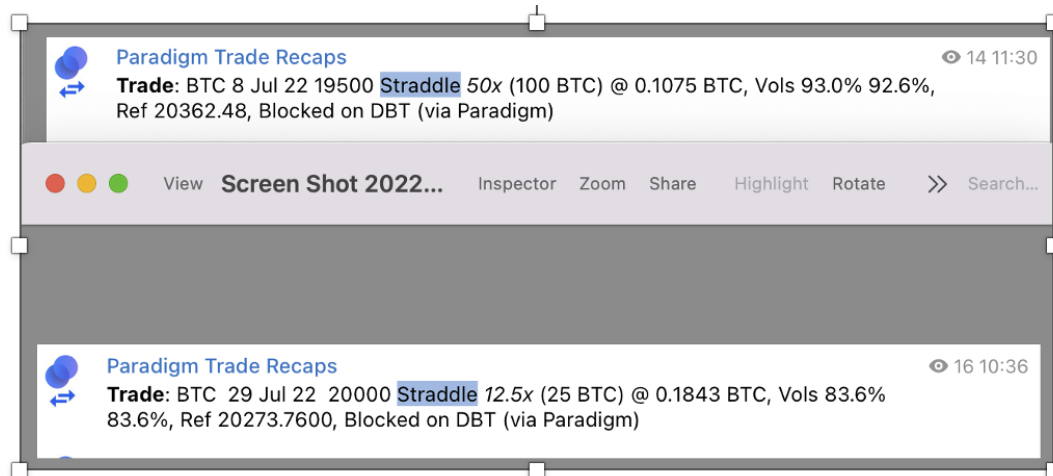 Paradigm Trade Recaps 14 11:30
Trade: BTC 8 Jul 22 19500 Straddle 50x (100 BTC) @ 0.1075 BTC, Vols 93.0% 92.6%,
Ref 20362.48, Blocked on DBT (via Paradigm)
View Screen Shot 2022... Inspector Zoom Share Highlight Rotate Search...
Paradigm Trade Recaps 16 10:36
Trade: BTC 29 Jul 22 20000 Straddle 12.5x (25 BTC) @ 0.1843 BTC, Vols 83.6%
83.6%, Ref 20273.7600, Blocked on DBT (via Paradigm)